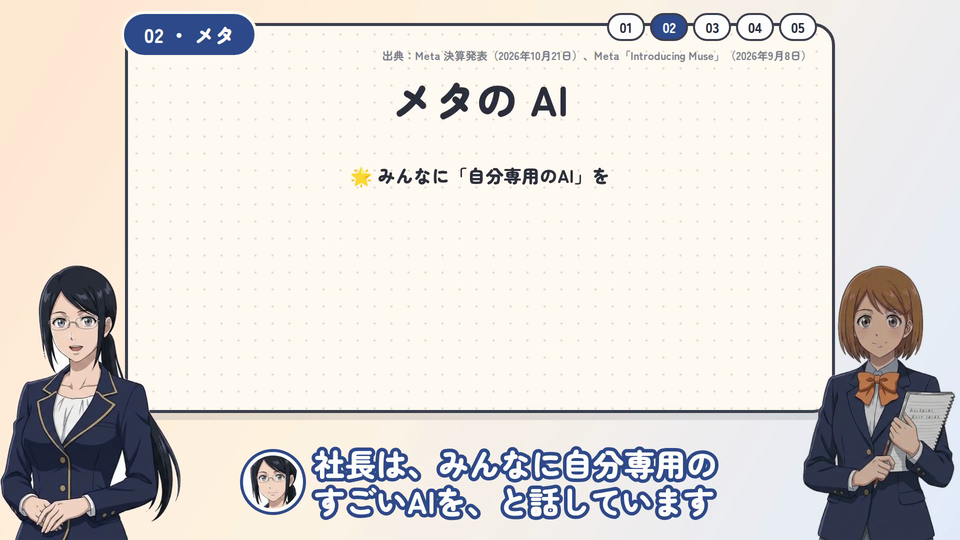 02 ・ メタ
01 02 03 04 05
出典：Meta 決算発表（2026年10月21日）、Meta「Introducing Muse」（2026年9月8日）
メタの AI
🌟 みんなに「自分専用のAI」を
社長は、みんなに自分専用の
すごいAIを、と話しています